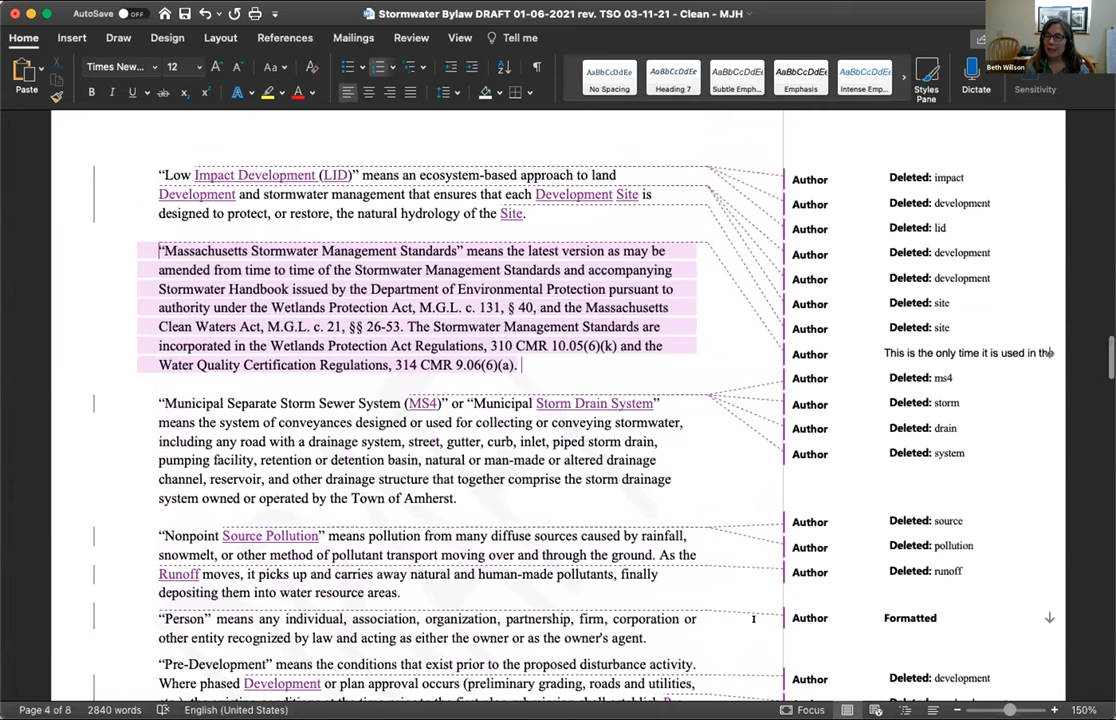 AutoSave OFF
Stormwater Bylaw DRAFT 01-06-2021 rev. TSO 03-11-21 - Clean - MJH
Home Insert Draw Design Layout References Mailings Review View Tell me
Paste
Times New... 12
AaBbCcDdEe AaBbCcDdEe AaBbCcDdEe AaBbCcDdEe AaBbCcDdEe
No Spacing Heading 7 Subtle Emph... Emphasis Intense Emp...
Styles Pane
Dictate
Sensitivity
Beth Willson
“Low Impact Development (LID)” means an ecosystem-based approach to land
Development and stormwater management that ensures that each Development Site is
designed to protect, or restore, the natural hydrology of the Site.
“Massachusetts Stormwater Management Standards” means the latest version as may be
amended from time to time of the Stormwater Management Standards and accompanying
Stormwater Handbook issued by the Department of Environmental Protection pursuant to
authority under the Wetlands Protection Act, M.G.L. c. 131, § 40, and the Massachusetts
Clean Waters Act, M.G.L. c. 21, §§ 26-53. The Stormwater Management Standards are
incorporated in the Wetlands Protection Act Regulations, 310 CMR 10.05(6)(k) and the
Water Quality Certification Regulations, 314 CMR 9.06(6)(a).
“Municipal Separate Storm Sewer System (MS4)” or “Municipal Storm Drain System”
means the system of conveyances designed or used for collecting or conveying stormwater,
including any road with a drainage system, street, gutter, curb, inlet, piped storm drain,
pumping facility, retention or detention basin, natural or man-made or altered drainage
channel, reservoir, and other drainage structure that together comprise the storm drainage
system owned or operated by the Town of Amherst.
“Nonpoint Source Pollution” means pollution from many diffuse sources caused by rainfall,
snowmelt, or other method of pollutant transport moving over and through the ground. As the
Runoff moves, it picks up and carries away natural and human-made pollutants, finally
depositing them into water resource areas.
“Person” means any individual, association, organization, partnership, firm, corporation or
other entity recognized by law and acting as either the owner or as the owner's agent.
“Pre-Development” means the conditions that exist prior to the proposed disturbance activity.
Where phased Development or plan approval occurs (preliminary grading, roads and utilities,
Author Deleted: impact
Author Deleted: development
Author Deleted: lid
Author Deleted: development
Author Deleted: development
Author Deleted: site
Author Deleted: site
Author This is the only time it is used in the
Author Deleted: ms4
Author Deleted: storm
Author Deleted: drain
Author Deleted: system
Author Deleted: source
Author Deleted: pollution
Author Deleted: runoff
Author Formatted
Author Deleted: development
Page 4 of 8 2840 words English (United States) Focus 150%